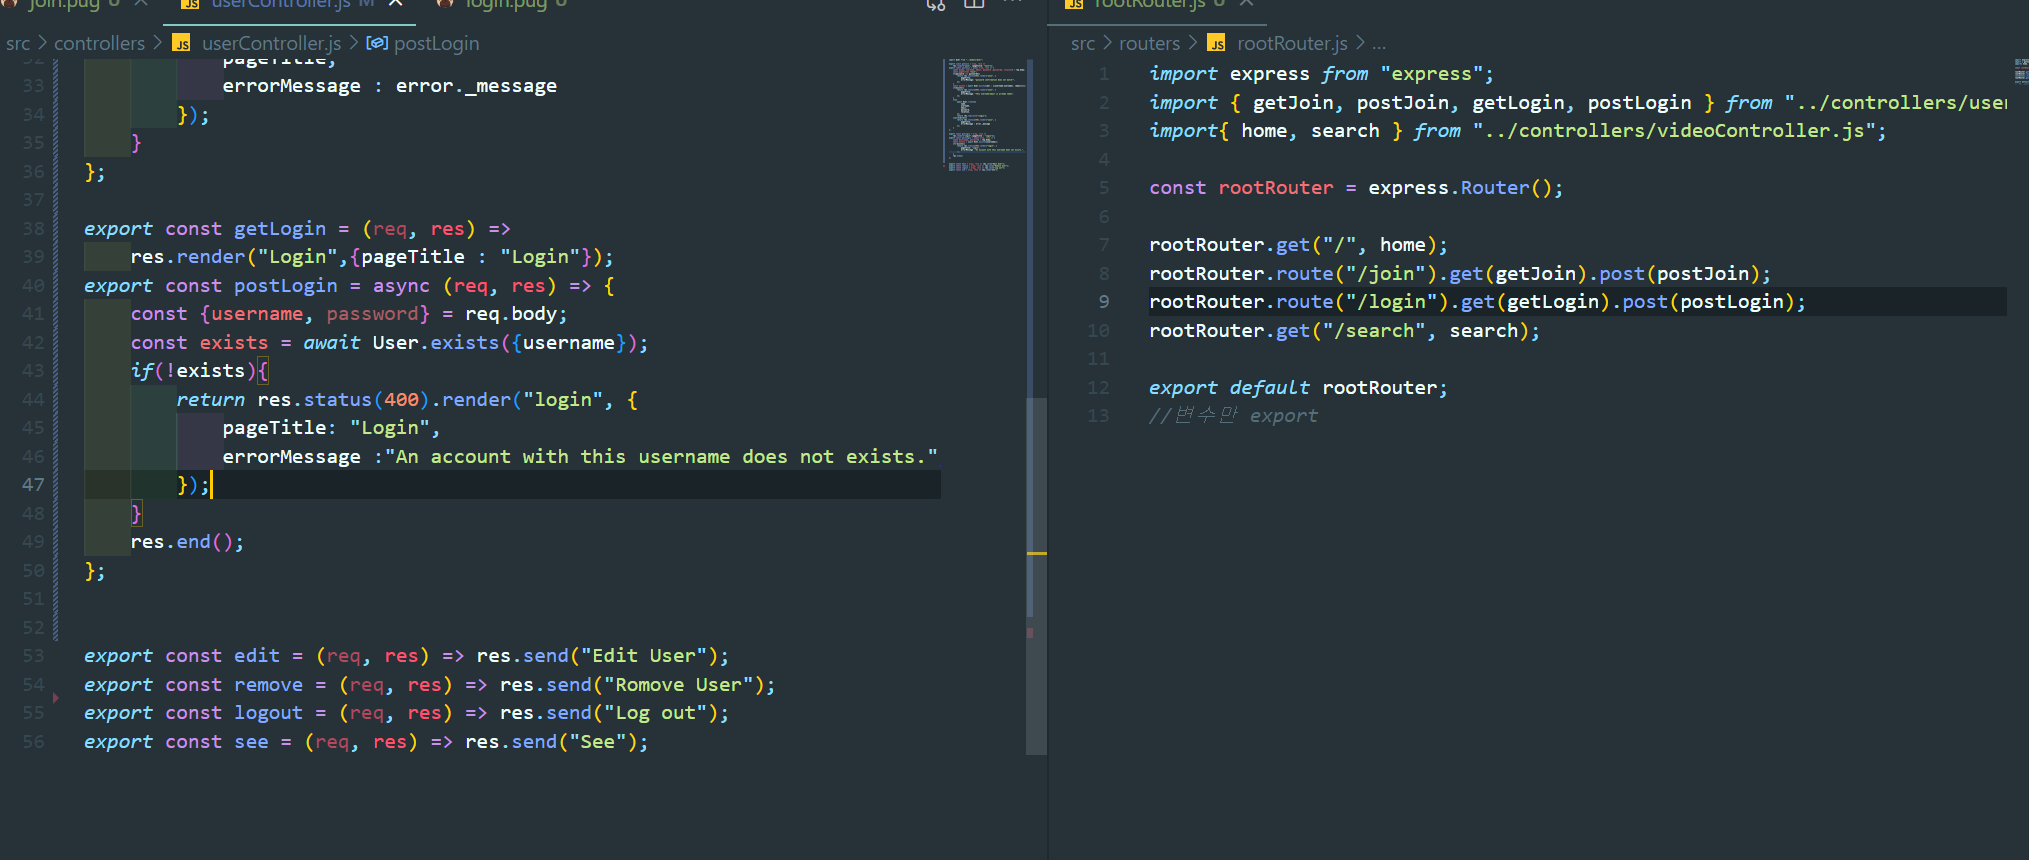 join.pug U
JS userController.js M
login.pug U
src > controllers > JS userController.js > postLogin
32 pageTitle,
33 errorMessage : error._message
34 });
35 }
36 };
37
38 export const getLogin = (req, res) =>
39 res.render("Login",{pageTitle : "Login"});
40 export const postLogin = async (req, res) => {
41 const {username, password} = req.body;
42 const exists = await User.exists({username});
43 if(!exists){
44 return res.status(400).render("login", {
45 pageTitle: "Login",
46 errorMessage :"An account with this username does not exists."
47 });
48 }
49 res.end();
50 };
51
52
53 export const edit = (req, res) => res.send("Edit User");
54 export const remove = (req, res) => res.send("Romove User");
55 export const logout = (req, res) => res.send("Log out");
56 export const see = (req, res) => res.send("See");
JS rootRouter.js U
src > routers > JS rootRouter.js > ...
1 import express from "express";
2 import { getJoin, postJoin, getLogin, postLogin } from "../controllers/user
3 import{ home, search } from "../controllers/videoController.js";
4
5 const rootRouter = express.Router();
6
7 rootRouter.get("/", home);
8 rootRouter.route("/join").get(getJoin).post(postJoin);
9 rootRouter.route("/login").get(getLogin).post(postLogin);
10 rootRouter.get("/search", search);
11
12 export default rootRouter;
13 //변수만 export